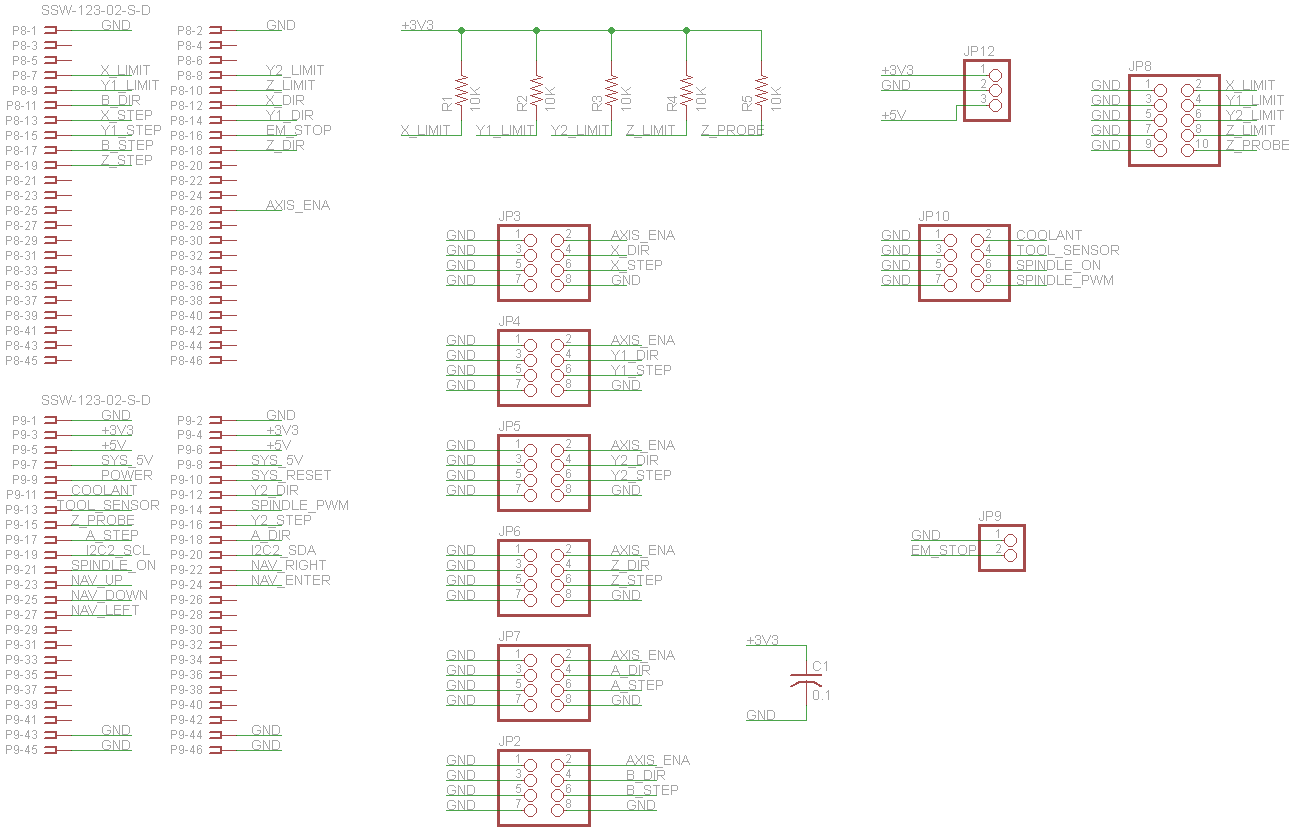 SSW-123-02-S-D
P8-1 GND P8-2 GND
P8-3 P8-4
P8-5 P8-6
P8-7 X_LIMIT P8-8 Y2_LIMIT
P8-9 Y1_LIMIT P8-10 Z_LIMIT
P8-11 B_DIR P8-12 X_DIR
P8-13 X_STEP P8-14 Y1_DIR
P8-15 Y1_STEP P8-16 EM_STOP
P8-17 B_STEP P8-18 Z_DIR
P8-19 Z_STEP P8-20
P8-21 P8-22
P8-23 P8-24
P8-25 P8-26 AXIS_ENA
P8-27 P8-28
P8-29 P8-30
P8-31 P8-32
P8-33 P8-34
P8-35 P8-36
P8-37 P8-38
P8-39 P8-40
P8-41 P8-42
P8-43 P8-44
P8-45 P8-46
SSW-123-02-S-D
P9-1 GND P9-2 GND
P9-3 +3V3 P9-4 +3V3
P9-5 +5V P9-6 +5V
P9-7 SYS_5V P9-8 SYS_5V
P9-9 POWER P9-10 SYS_RESET
P9-11 COOLANT P9-12 Y2_DIR
P9-13 TOOL_SENSOR P9-14 SPINDLE_PWM
P9-15 Z_PROBE P9-16 Y2_STEP
P9-17 A_STEP P9-18 A_DIR
P9-19 I2C2_SCL P9-20 I2C2_SDA
P9-21 SPINDLE_ON P9-22 NAV_RIGHT
P9-23 NAV_UP P9-24 NAV_ENTER
P9-25 NAV_DOWN P9-26
P9-27 NAV_LEFT P9-28
P9-29 P9-30
P9-31 P9-32
P9-33 P9-34
P9-35 P9-36
P9-37 P9-38
P9-39 P9-40
P9-41 P9-42
P9-43 GND P9-44 GND
P9-45 GND P9-46 GND
+3V3
R1 10K R2 10K R3 10K R4 10K R5 10K
X_LIMIT Y1_LIMIT Y2_LIMIT Z_LIMIT Z_PROBE
JP3
GND 1 2 AXIS_ENA
GND 3 4 X_DIR
GND 5 6 X_STEP
GND 7 8 GND
JP4
GND 1 2 AXIS_ENA
GND 3 4 Y1_DIR
GND 5 6 Y1_STEP
GND 7 8 GND
JP5
GND 1 2 AXIS_ENA
GND 3 4 Y2_DIR
GND 5 6 Y2_STEP
GND 7 8 GND
JP6
GND 1 2 AXIS_ENA
GND 3 4 Z_DIR
GND 5 6 Z_STEP
GND 7 8 GND
JP7
GND 1 2 AXIS_ENA
GND 3 4 A_DIR
GND 5 6 A_STEP
GND 7 8 GND
JP2
GND 1 2 AXIS_ENA
GND 3 4 B_DIR
GND 5 6 B_STEP
GND 7 8 GND
JP12
+3V3 1
GND 2
+5V 3
JP8
GND 1 2 X_LIMIT
GND 3 4 Y1_LIMIT
GND 5 6 Y2_LIMIT
GND 7 8 Z_LIMIT
GND 9 10 Z_PROBE
JP10
GND 1 2 COOLANT
GND 3 4 TOOL_SENSOR
GND 5 6 SPINDLE_ON
GND 7 8 SPINDLE_PWM
JP9
GND 1
EM_STOP 2
+3V3
C1
0.1
GND